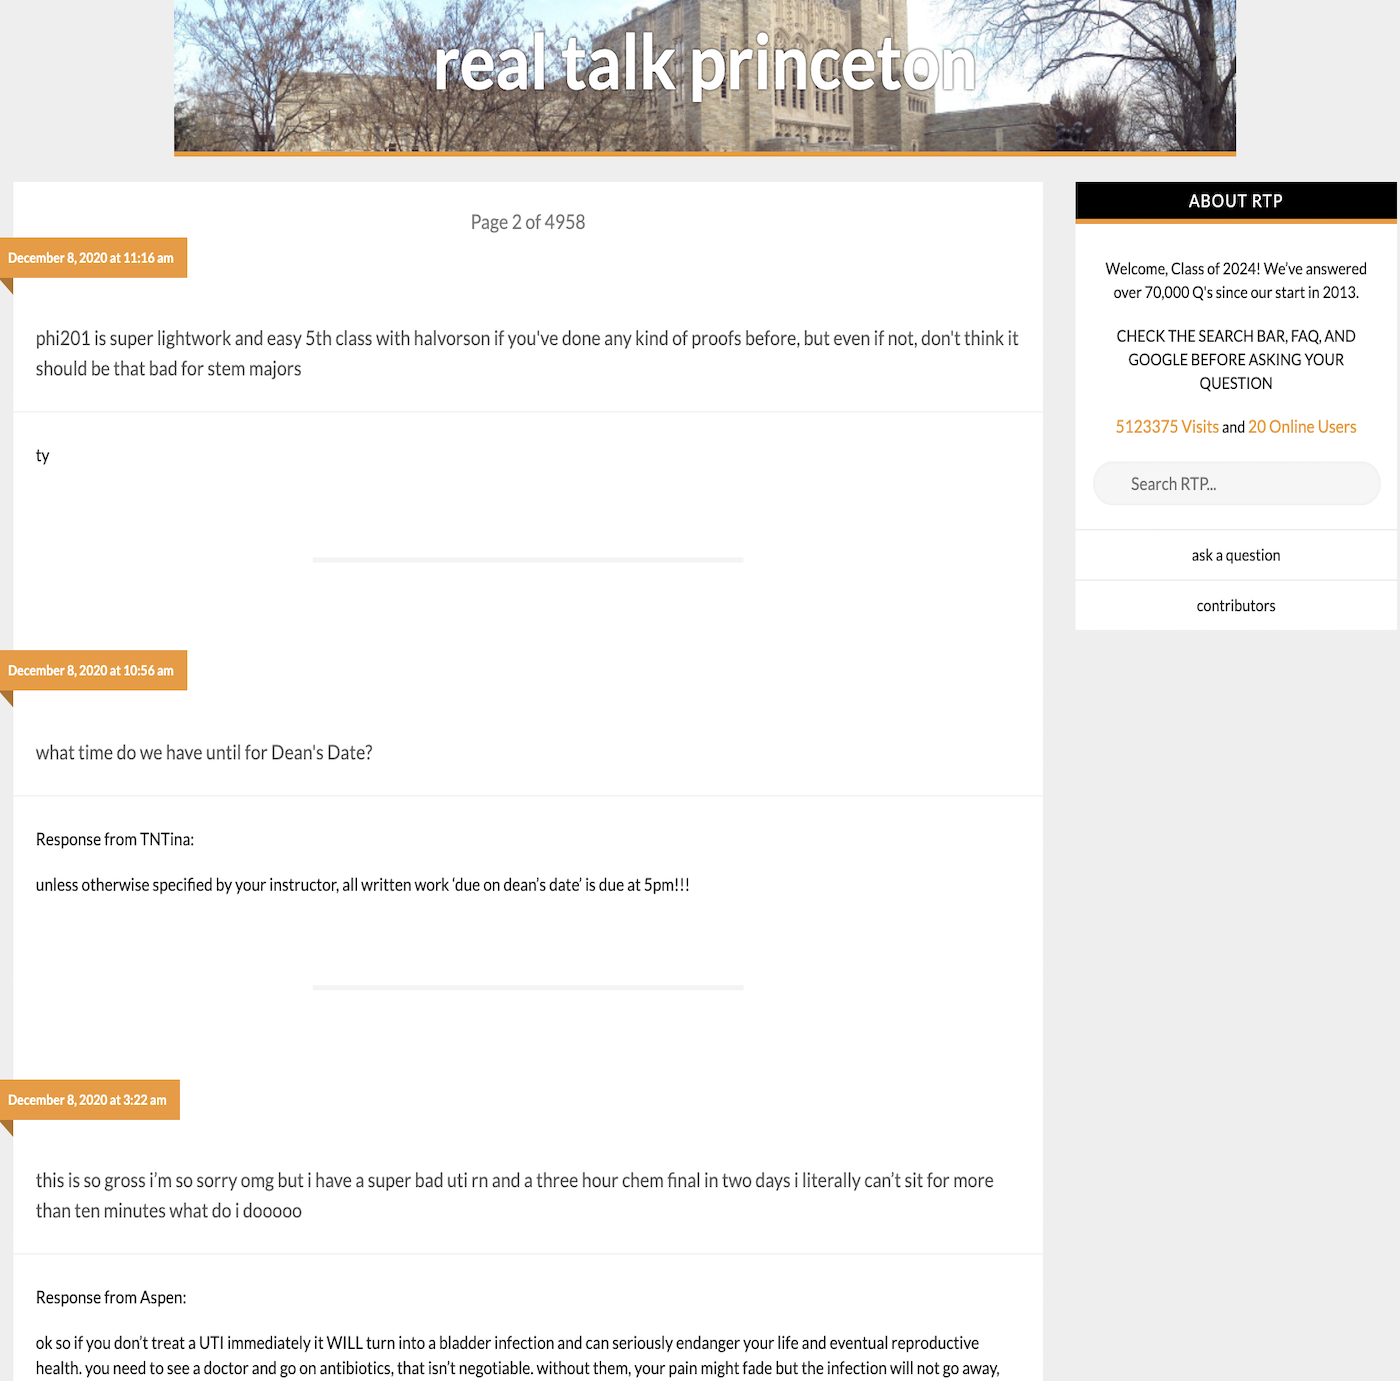 real talk princeton
Page 2 of 4958
December 8, 2020 at 11:16 am
phi201 is super lightwork and easy 5th class with halvorson if you've done any kind of proofs before, but even if not, don't think it
should be that bad for stem majors
ty
December 8, 2020 at 10:56 am
what time do we have until for Dean's Date?
Response from TNTina:
unless otherwise specified by your instructor, all written work ‘due on dean’s date’ is due at 5pm!!!
December 8, 2020 at 3:22 am
this is so gross i’m so sorry omg but i have a super bad uti rn and a three hour chem final in two days i literally can’t sit for more
than ten minutes what do i dooooo
Response from Aspen:
ok so if you don’t treat a UTI immediately it WILL turn into a bladder infection and can seriously endanger your life and eventual reproductive
health. you need to see a doctor and go on antibiotics, that isn’t negotiable. without them, your pain might fade but the infection will not go away,
ABOUT RTP
Welcome, Class of 2024! We’ve answered
over 70,000 Q's since our start in 2013.
CHECK THE SEARCH BAR, FAQ, AND
GOOGLE BEFORE ASKING YOUR
QUESTION
5123375 Visits and 20 Online Users
Search RTP...
ask a question
contributors